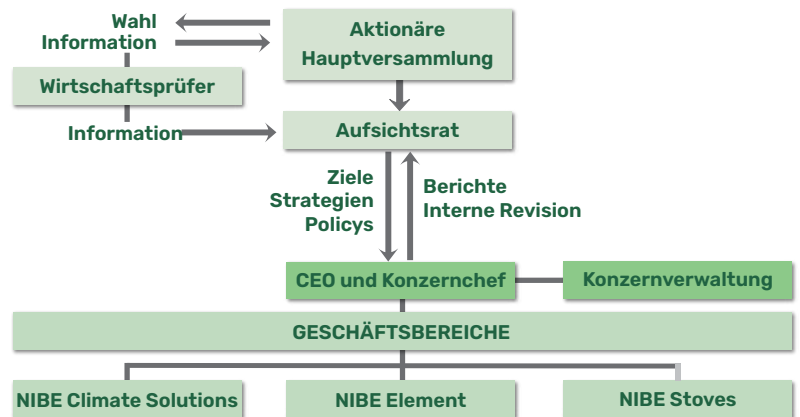 Wahl
Information
Aktionäre
Hauptversammlung
Wirtschaftsprüfer
Information
Aufsichtsrat
Ziele
Strategien
Policys
Berichte
Interne Revision
CEO und Konzernchef
Konzernverwaltung
GESCHÄFTSBEREICHE
NIBE Climate Solutions
NIBE Element
NIBE Stoves